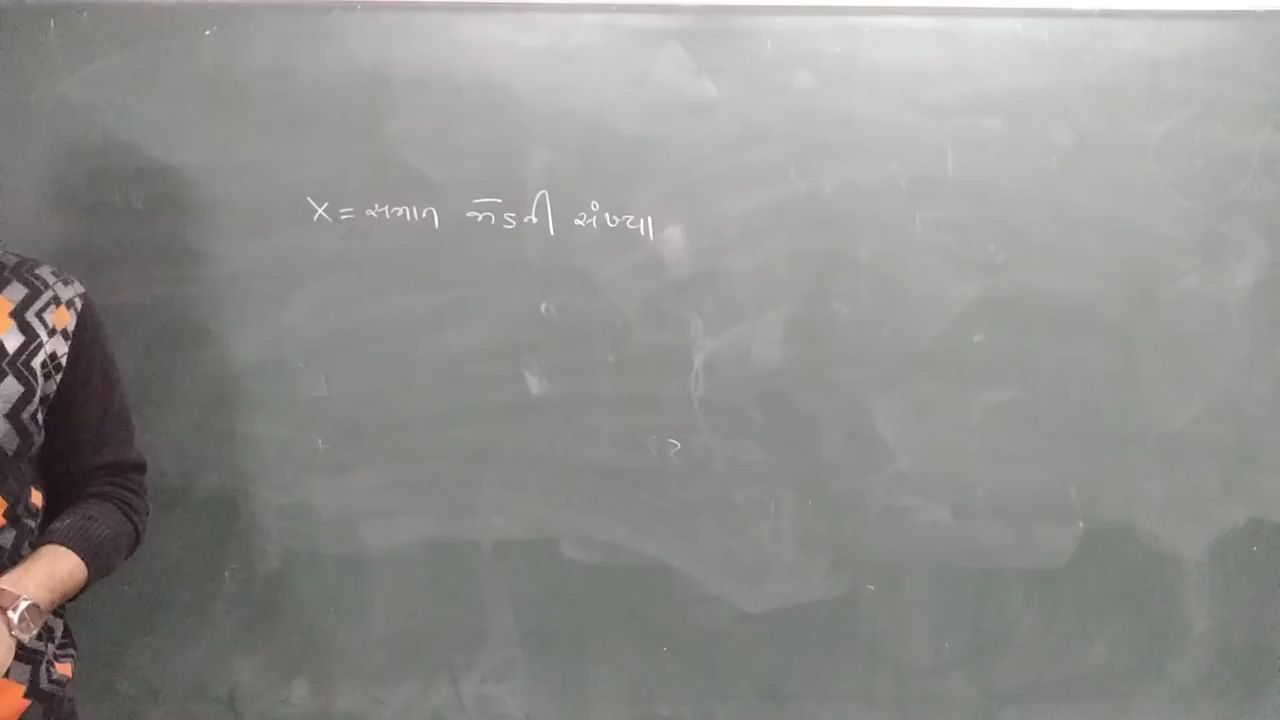 X = સમાન જોડની સંખ્યા